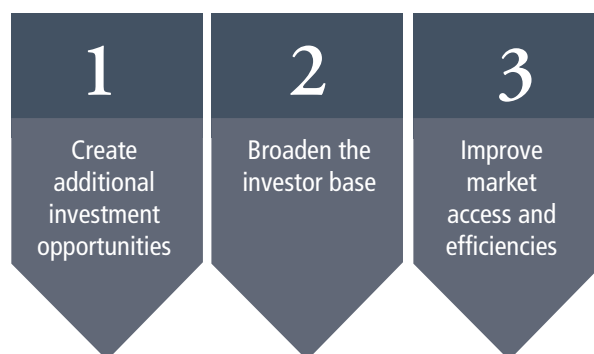 1
Create
additional
investment
opportunities
2
Broaden the
investor base
3
Improve
market
access and
efficiencies